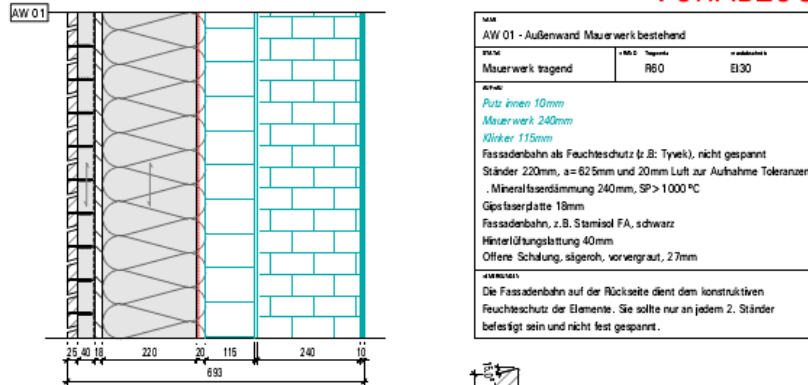 AW 01
NAME
AW 01 - Außenwand Mauerwerk bestehend
Mauerwerk tragend
R60
EI30
AUFBAU
Putz innen 10mm
Mauerwerk 240mm
Klinker 115mm
Fassadenbahn als Feuchteschutz (z.B: Tyvek), nicht gespannt
Ständer 220mm, a=625mm und 20mm Luft zur Aufnahme Toleranzen
. Mineralfaserdämmung 240mm, SP>1000 °C
Gipsfaserplatte 18mm
Fassadenbahn, z.B. Stamisol FA, schwarz
Hinterlüftungslattung 40mm
Offene Schalung, sägeroh, vorvergraut, 27mm
Die Fassadenbahn auf der Rückseite dient dem konstruktiven
Feuchteschutz der Elemente. Sie sollte nur an jedem 2. Ständer
befestigt sein und nicht fest gespannt.
25 40 18 220 20 115 240 10
693